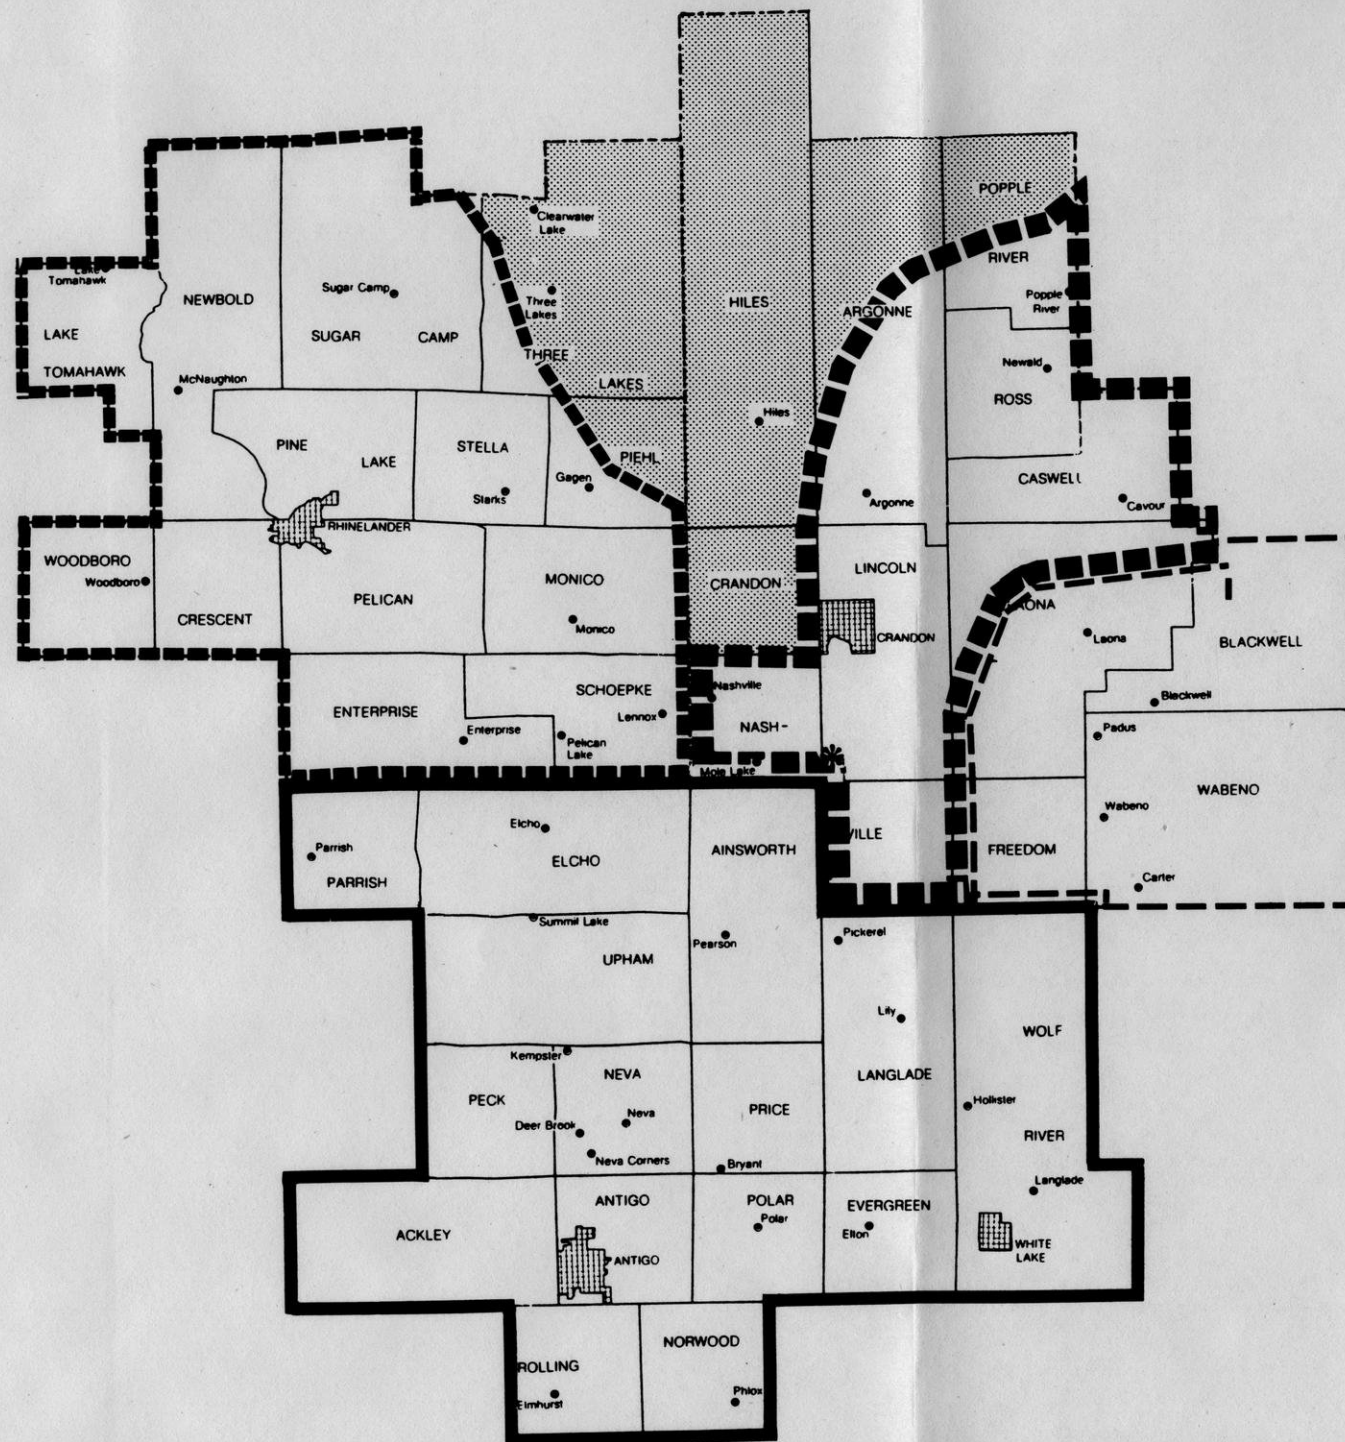 POPPLE
Clearwater
Lake
RIVER
Lake
Tomahawk
Sugar Camp
NEWBOLD
Three
Lakes
HILES
ARGONNE
Popple
River
LAKE
SUGAR
CAMP
THREE
TOMAHAWK
McNaughton
LAKES
Newald
ROSS
Hiles
PINE
LAKE
STELLA
PIEHL
Gagen
Starks
Argonne
CASWELL
Cavour
RHINELANDER
WOODBORO
Woodboro
CRESCENT
PELICAN
MONICO
Monico
CRANDON
LINCOLN
CRANDON
LAONA
Laona
BLACKWELL
Blackwell
ENTERPRISE
Enterprise
SCHOEPKE
Lennox
Pelican
Lake
Nashville
NASH-
Mole Lake
Padus
WABENO
Wabeno
Carter
Parrish
PARRISH
Elcho
ELCHO
AINSWORTH
VILLE
FREEDOM
Summit Lake
UPHAM
Pearson
Pickerel
Lily
WOLF
Kempster
NEVA
LANGLADE
PECK
Neva
PRICE
Hollister
Deer Brook
RIVER
Neva Corners
Bryant
Langlade
ANTIGO
POLAR
Polar
EVERGREEN
Elton
ACKLEY
ANTIGO
WHITE
LAKE
NORWOOD
ROLLING
Elmhurst
Phlox